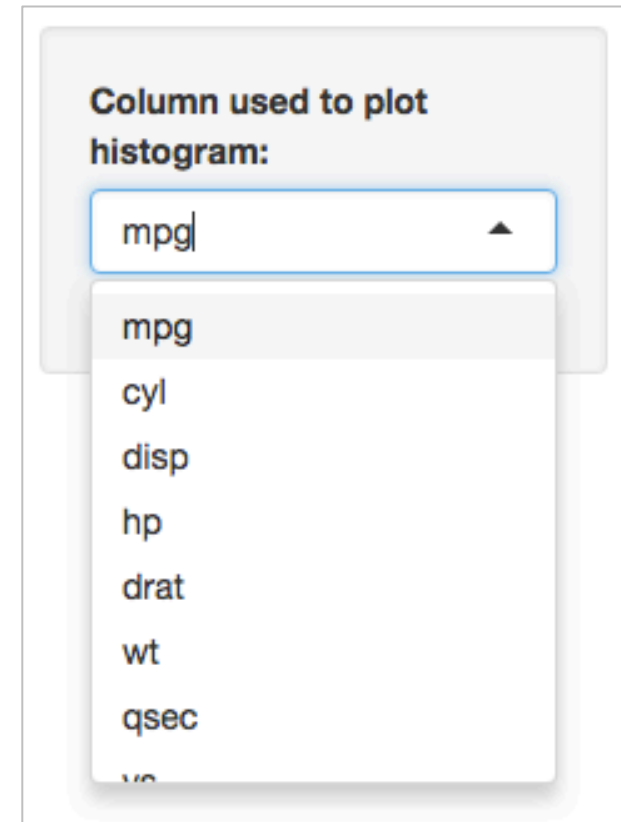 Column used to plot
histogram:
mpg
mpg
cyl
disp
hp
drat
wt
qsec